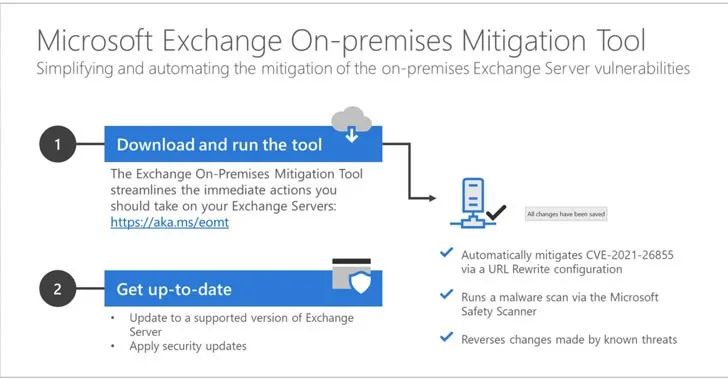 Microsoft Exchange On-premises Mitigation Tool
Simplifying and automating the mitigation of the on-premises Exchange Server vulnerabilities
1
Download and run the tool
The Exchange On-Premises Mitigation Tool
streamlines the immediate actions you
should take on your Exchange Servers:
https://aka.ms/eomt
2
Get up-to-date
• Update to a supported version of Exchange
Server
• Apply security updates
All changes have been saved
Automatically mitigates CVE-2021-26855
via a URL Rewrite configuration
Runs a malware scan via the Microsoft
Safety Scanner
Reverses changes made by known threats